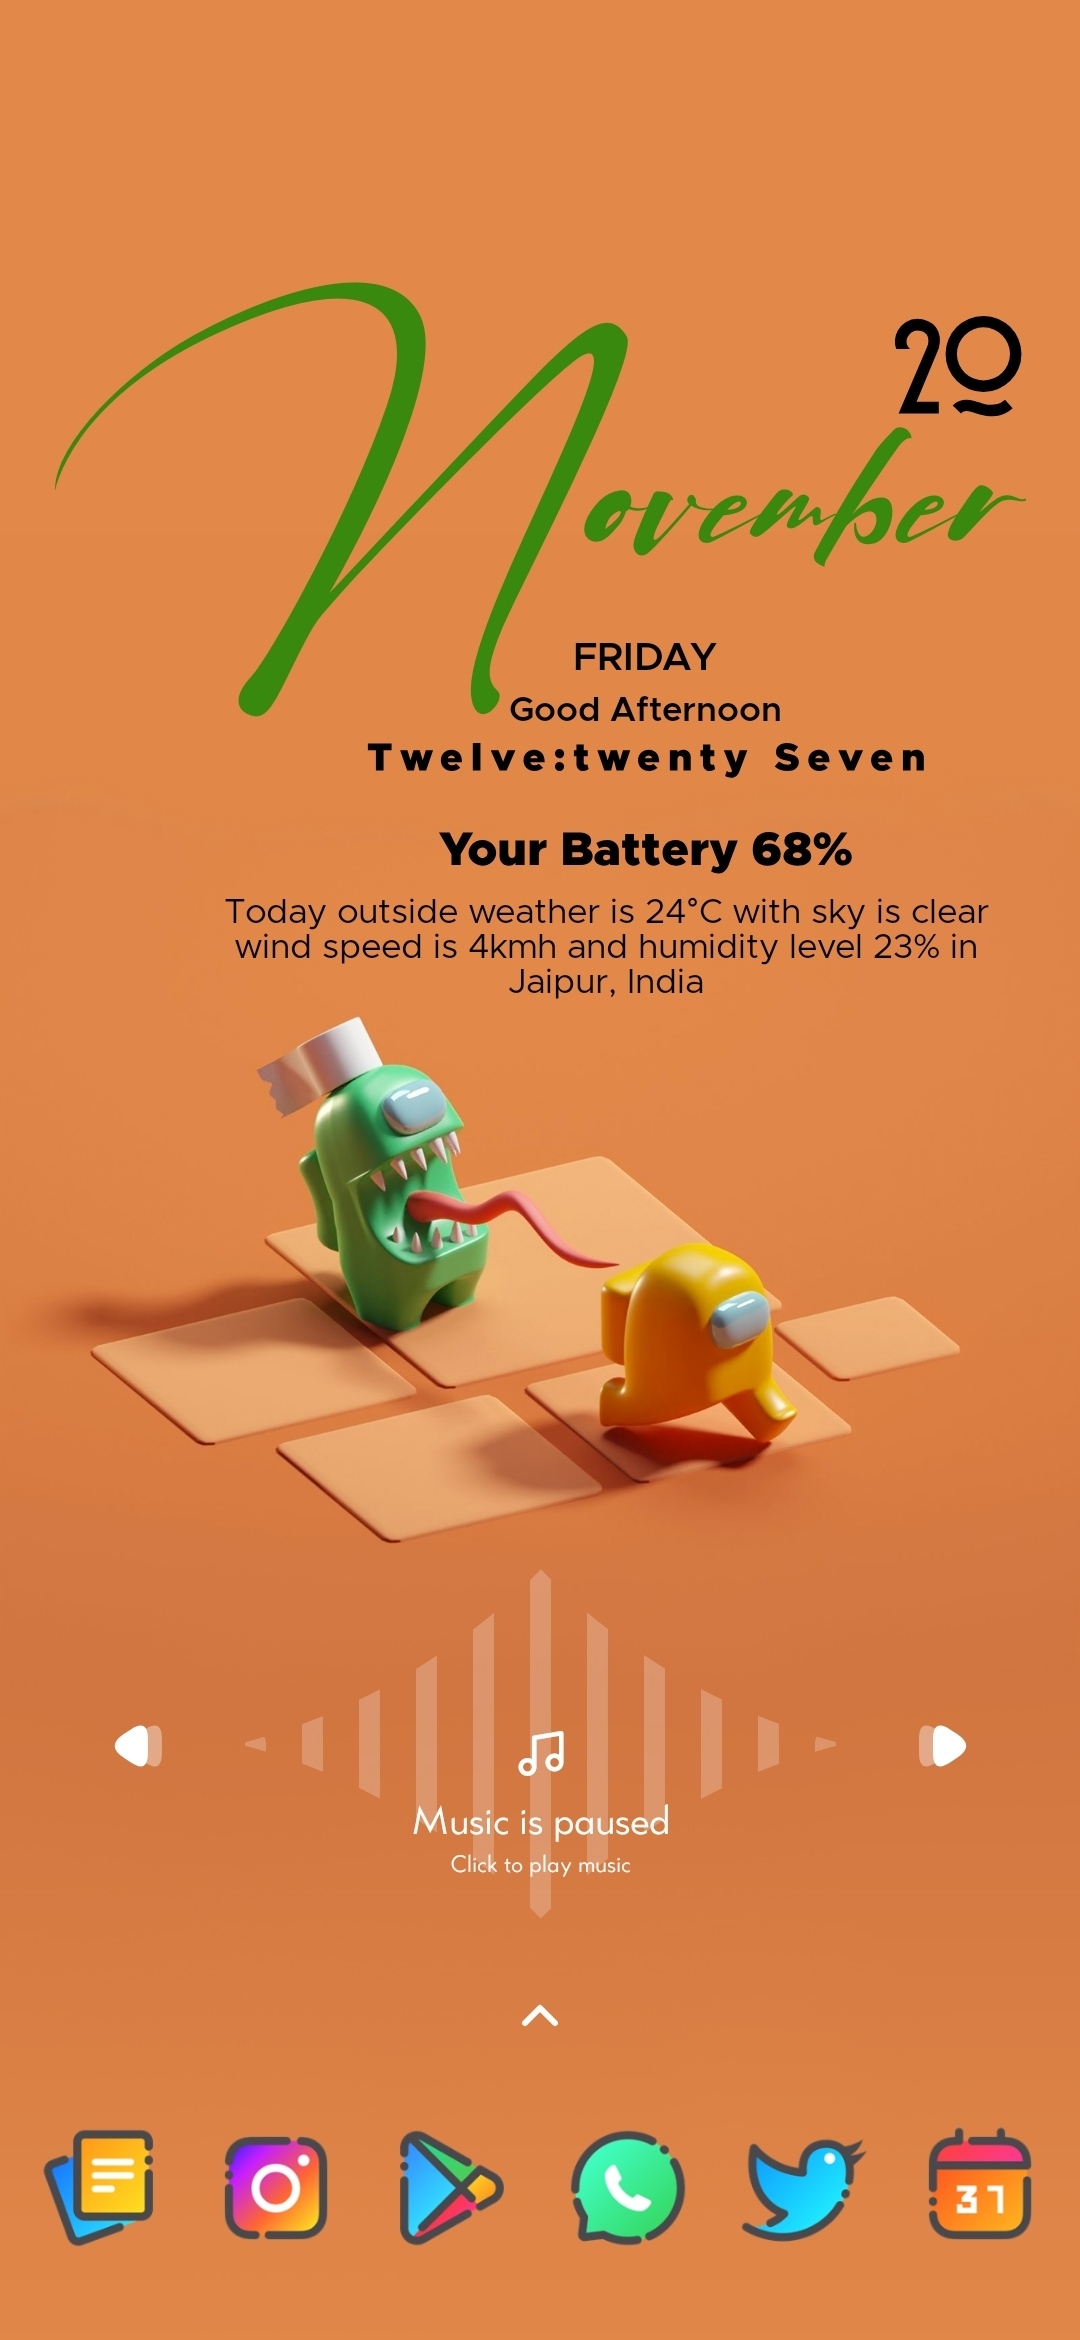 20
November
FRIDAY
Good Afternoon
Twelve:twenty Seven
Your Battery 68%
Today outside weather is 24°C with sky is clear
wind speed is 4kmh and humidity level 23% in
Jaipur, India
Music is paused
Click to play music
31